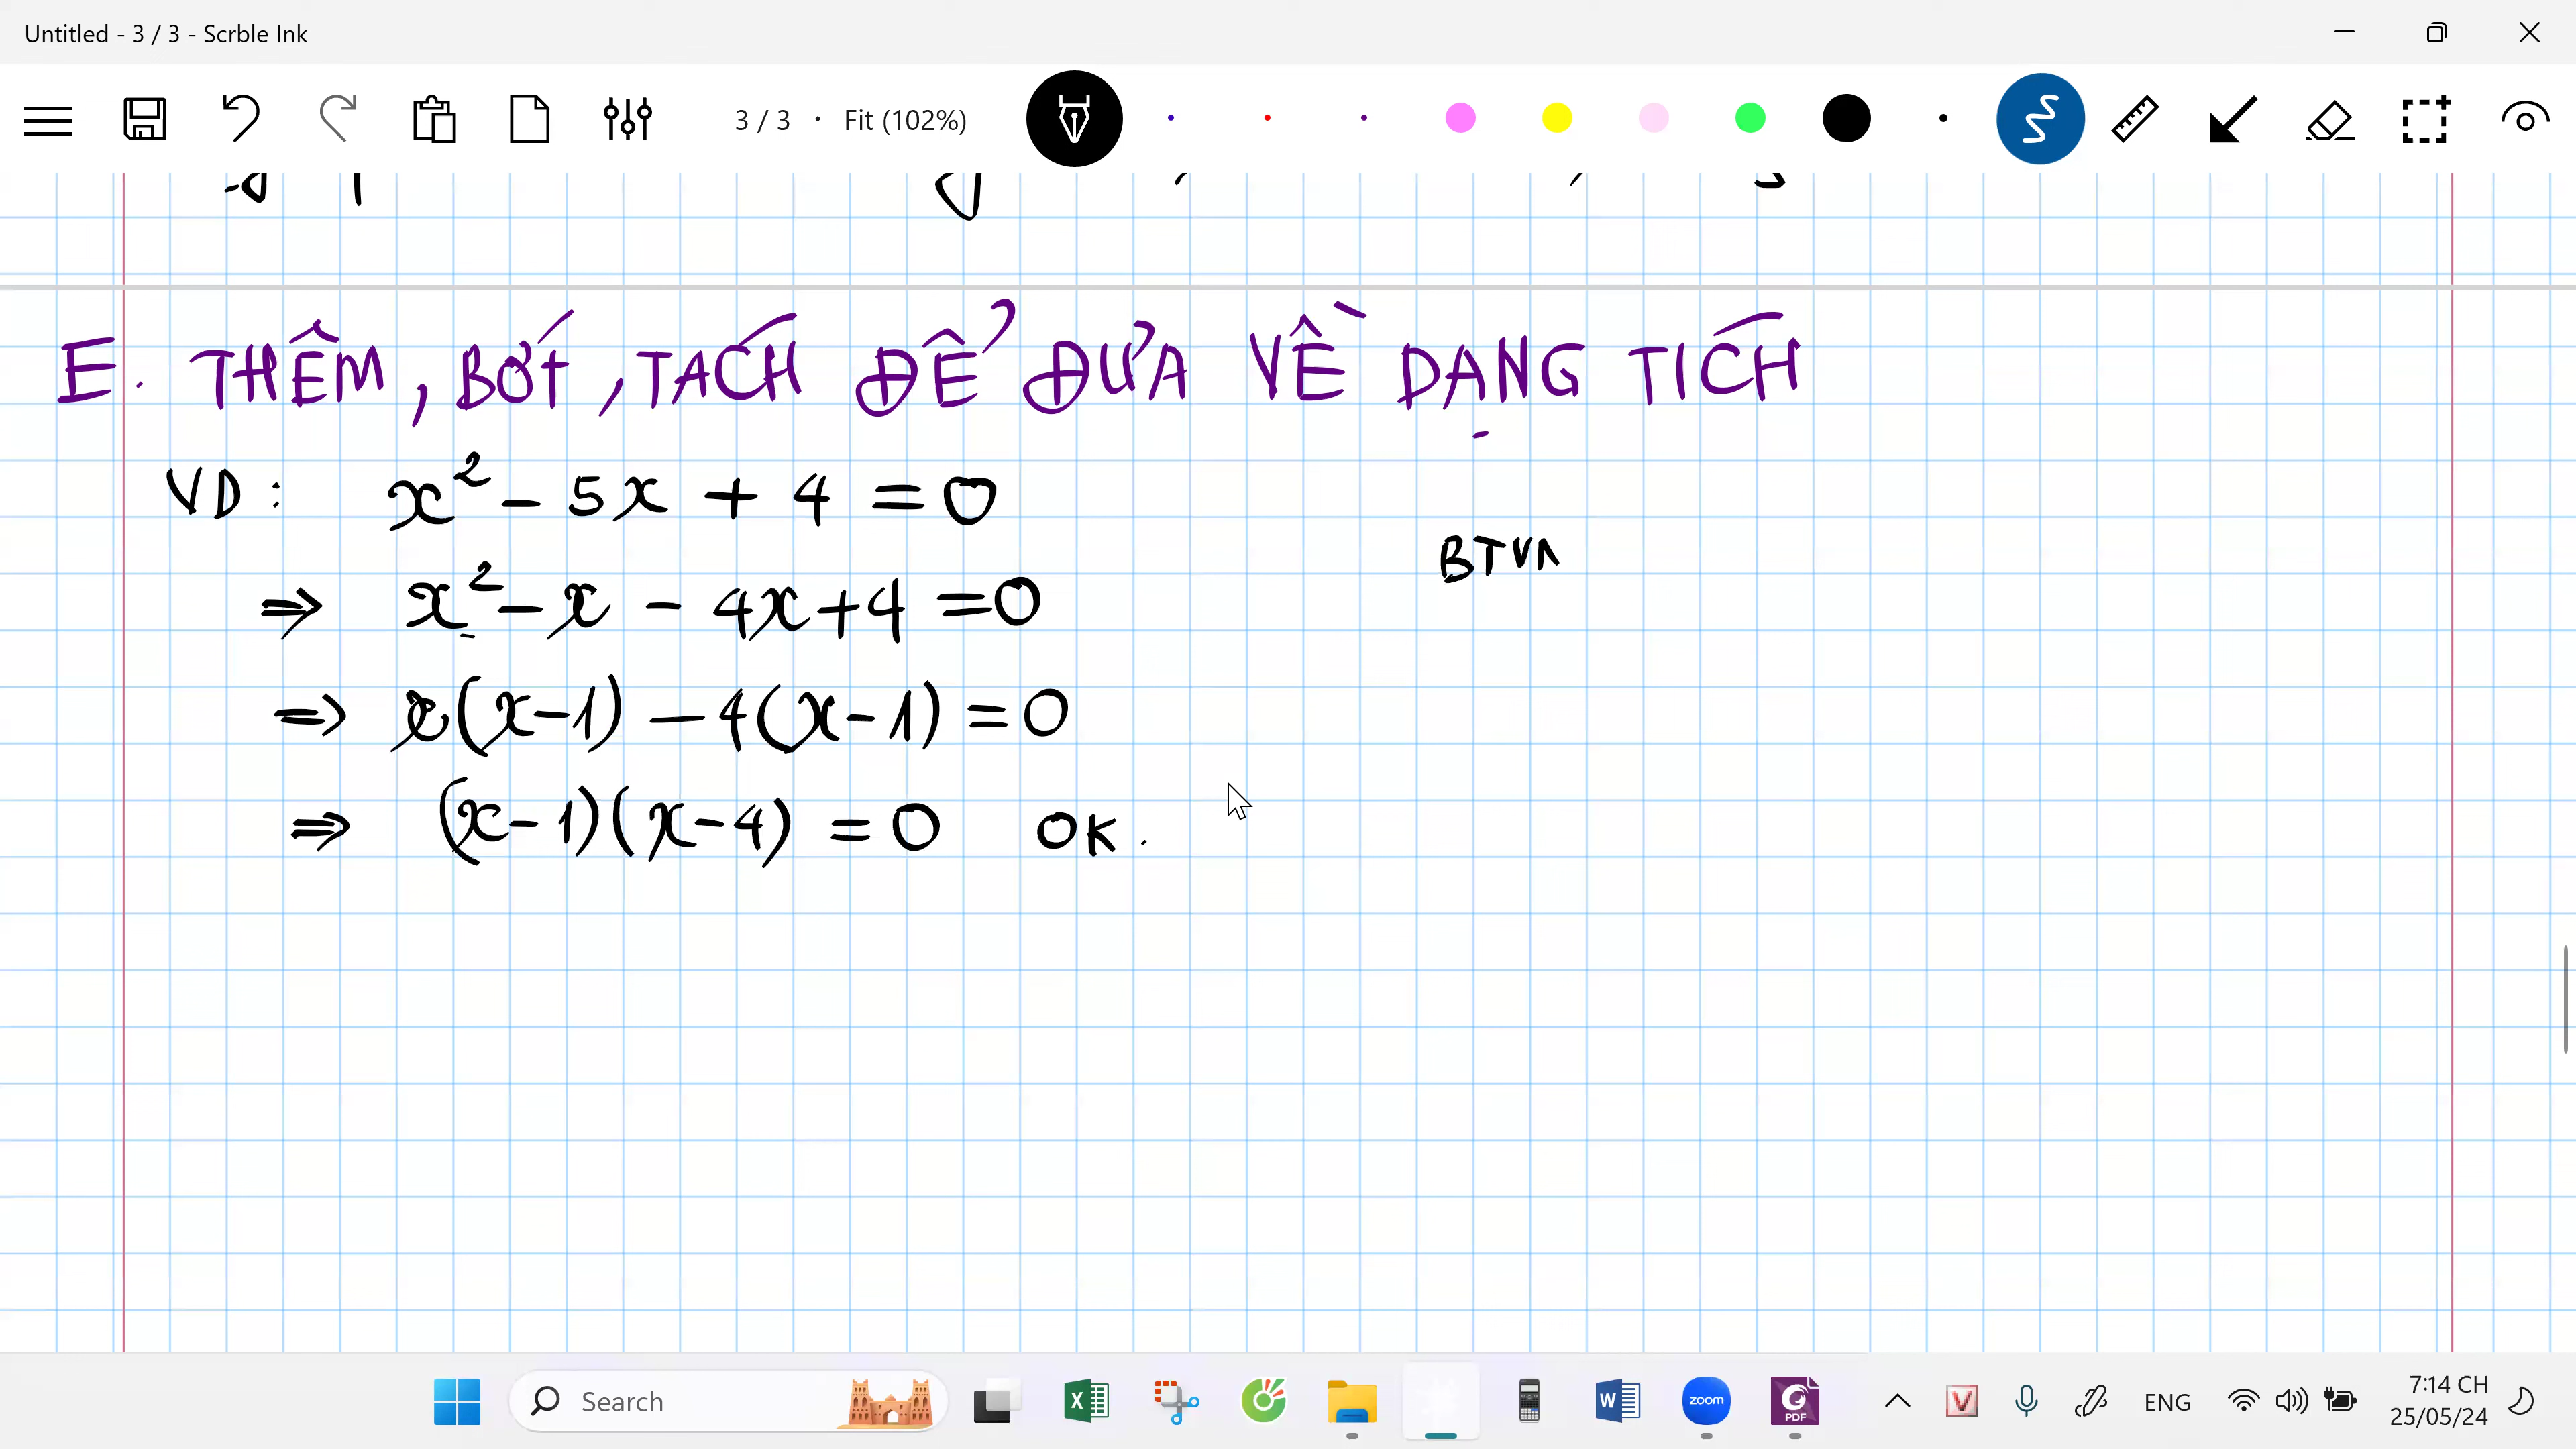 Untitled - 3 / 3 - Scrble Ink
3 / 3 · Fit (102%)
E. THÊM, BỚT, TÁCH ĐỂ ĐƯA VỀ DẠNG TÍCH
VD: x² - 5x + 4 = 0
BTVN
⇒ x² - x - 4x + 4 = 0
⇒ x(x-1) - 4(x-1) = 0
⇒ (x-1)(x-4) = 0 OK.
Search
zoom
PDF
ENG
7:14 CH
25/05/24